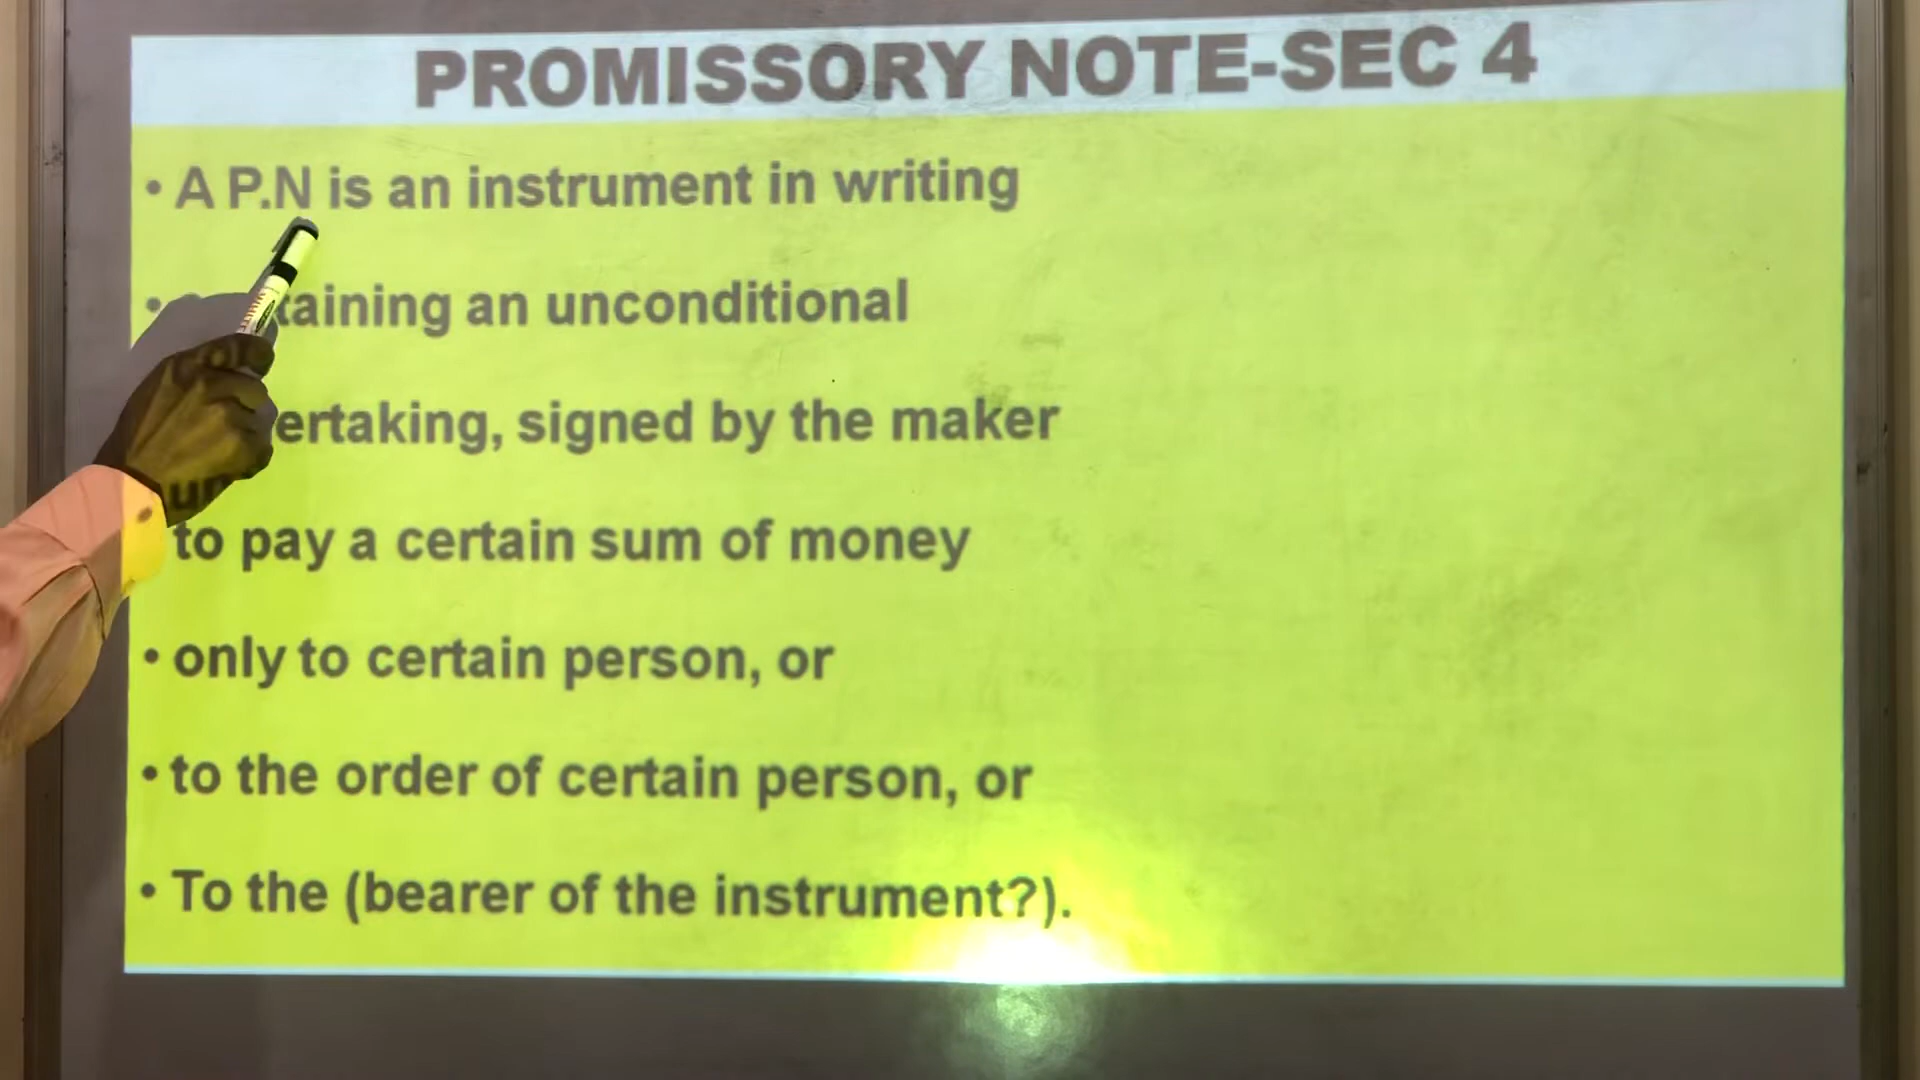 PROMISSORY NOTE-SEC 4
• A P.N is an instrument in writing
• containing an unconditional
undertaking, signed by the maker
to pay a certain sum of money
• only to certain person, or
• to the order of certain person, or
• To the (bearer of the instrument?).